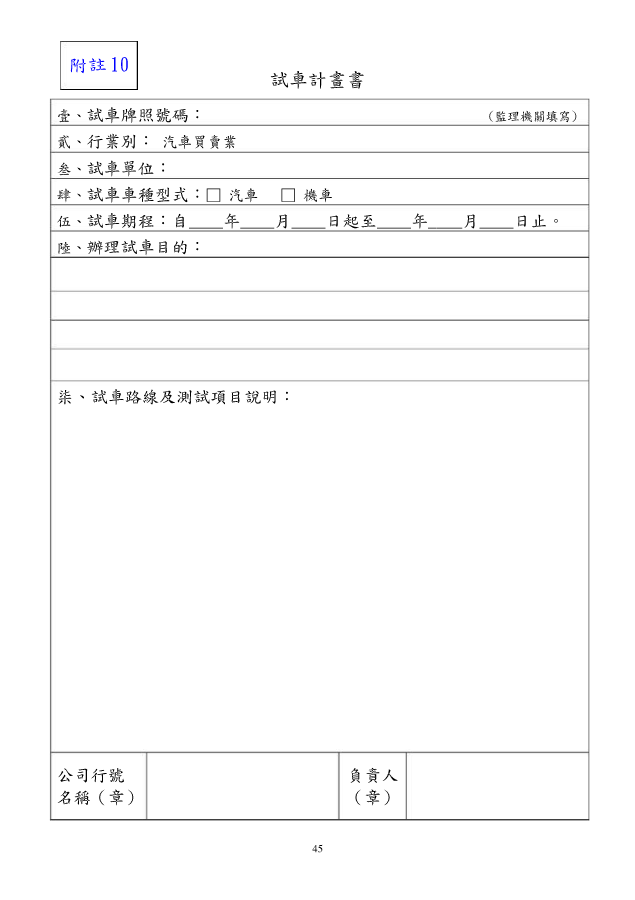 附註10
試車計畫書
壹、試車牌照號碼：（監理機關填寫）
貳、行業別： 汽車買賣業
叁、試車單位：
肆、試車車種型式：□ 汽車 □ 機車
伍、試車期程：自____年____月____日起至____年____月____日止。
陸、辦理試車目的：
柒、試車路線及測試項目說明：
公司行號
名稱（章）
負責人
（章）
45